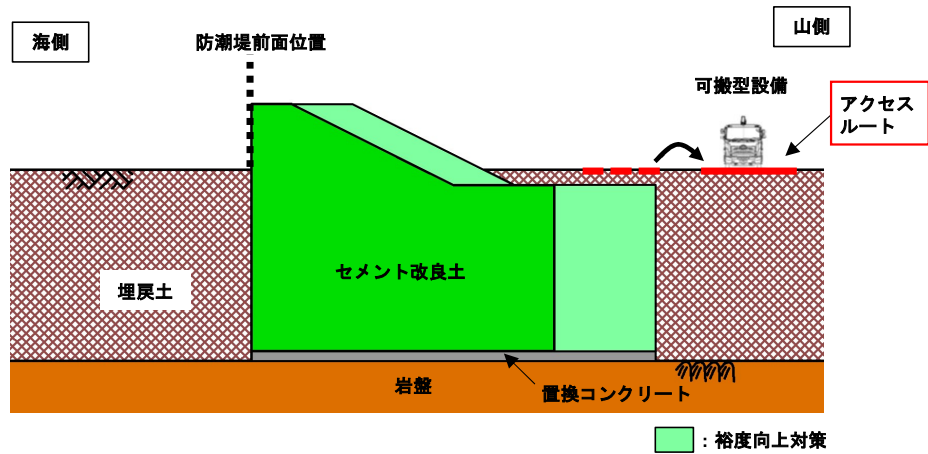 海側
防潮堤前面位置
山側
可搬型設備
アクセス
ルート
セメント改良土
埋戻土
岩盤
置換コンクリート
：裕度向上対策